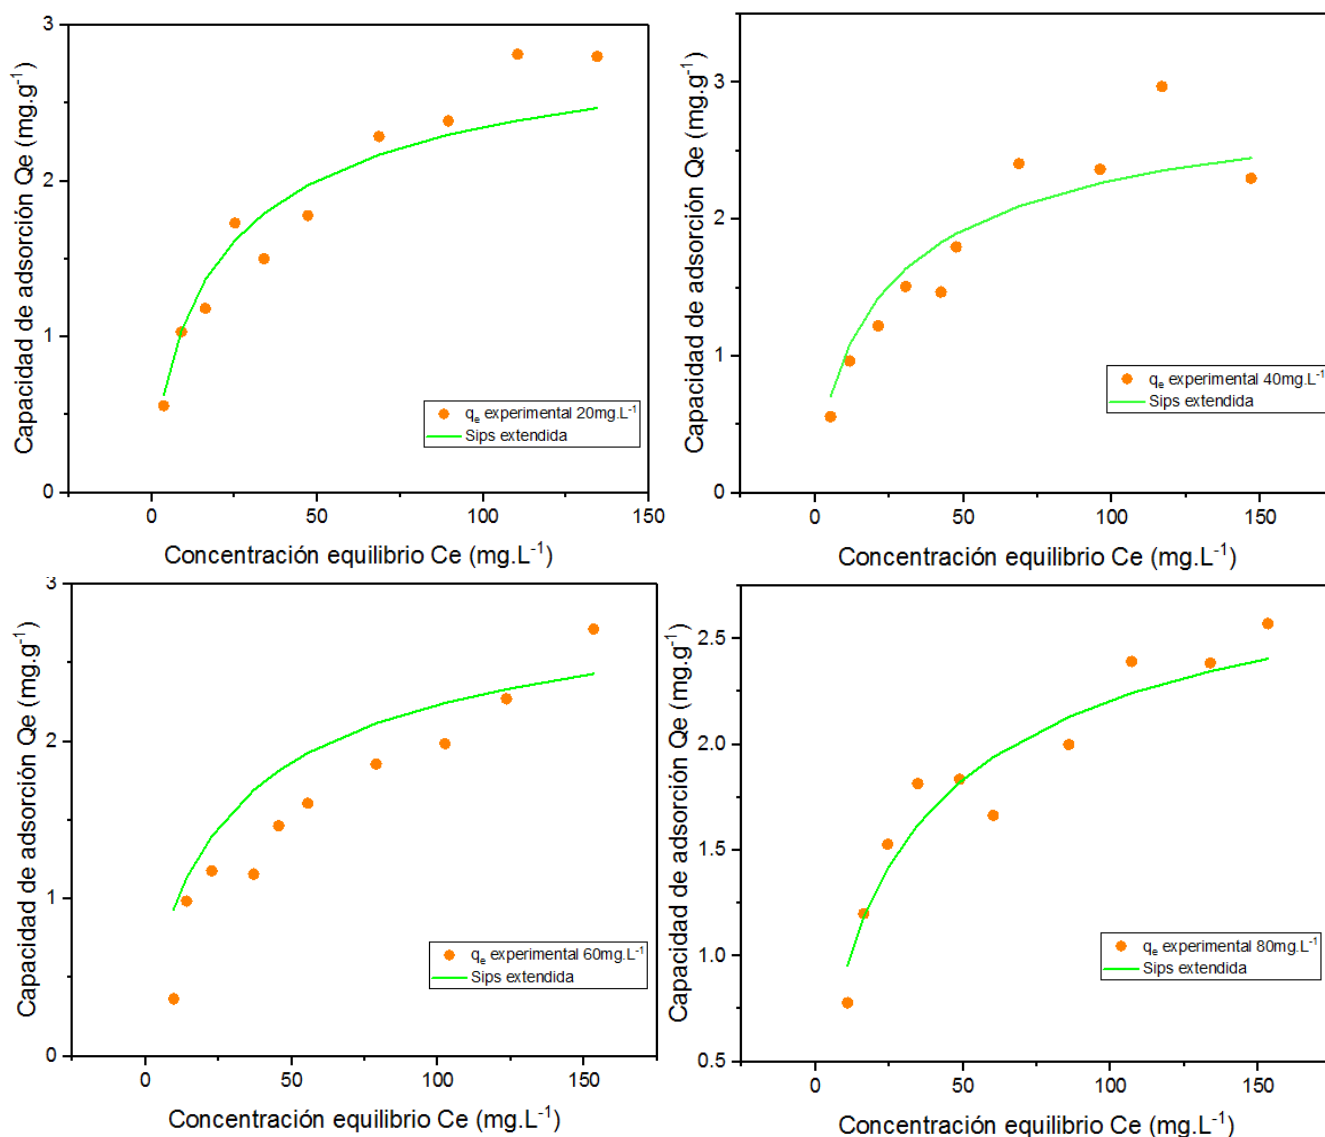 Capacidad de adsorción Qe (mg.g⁻¹)
3
2
1
0
qₑ experimental 20mg.L⁻¹
Sips extendida
0 50 100 150
Concentración equilibrio Ce (mg.L⁻¹)
Capacidad de adsorción Qe (mg.g⁻¹)
3
2
1
0
qₑ experimental 40mg.L⁻¹
Sips extendida
0 50 100 150
Concentración equilibrio Ce (mg.L⁻¹)
Capacidad de adsorción Qe (mg.g⁻¹)
3
2
1
0
qₑ experimental 60mg.L⁻¹
Sips extendida
0 50 100 150
Concentración equilibrio Ce (mg.L⁻¹)
Capacidad de adsorción Qe (mg.g⁻¹)
2.5
2.0
1.5
1.0
0.5
qₑ experimental 80mg.L⁻¹
Sips extendida
0 50 100 150
Concentración equilibrio Ce (mg.L⁻¹)